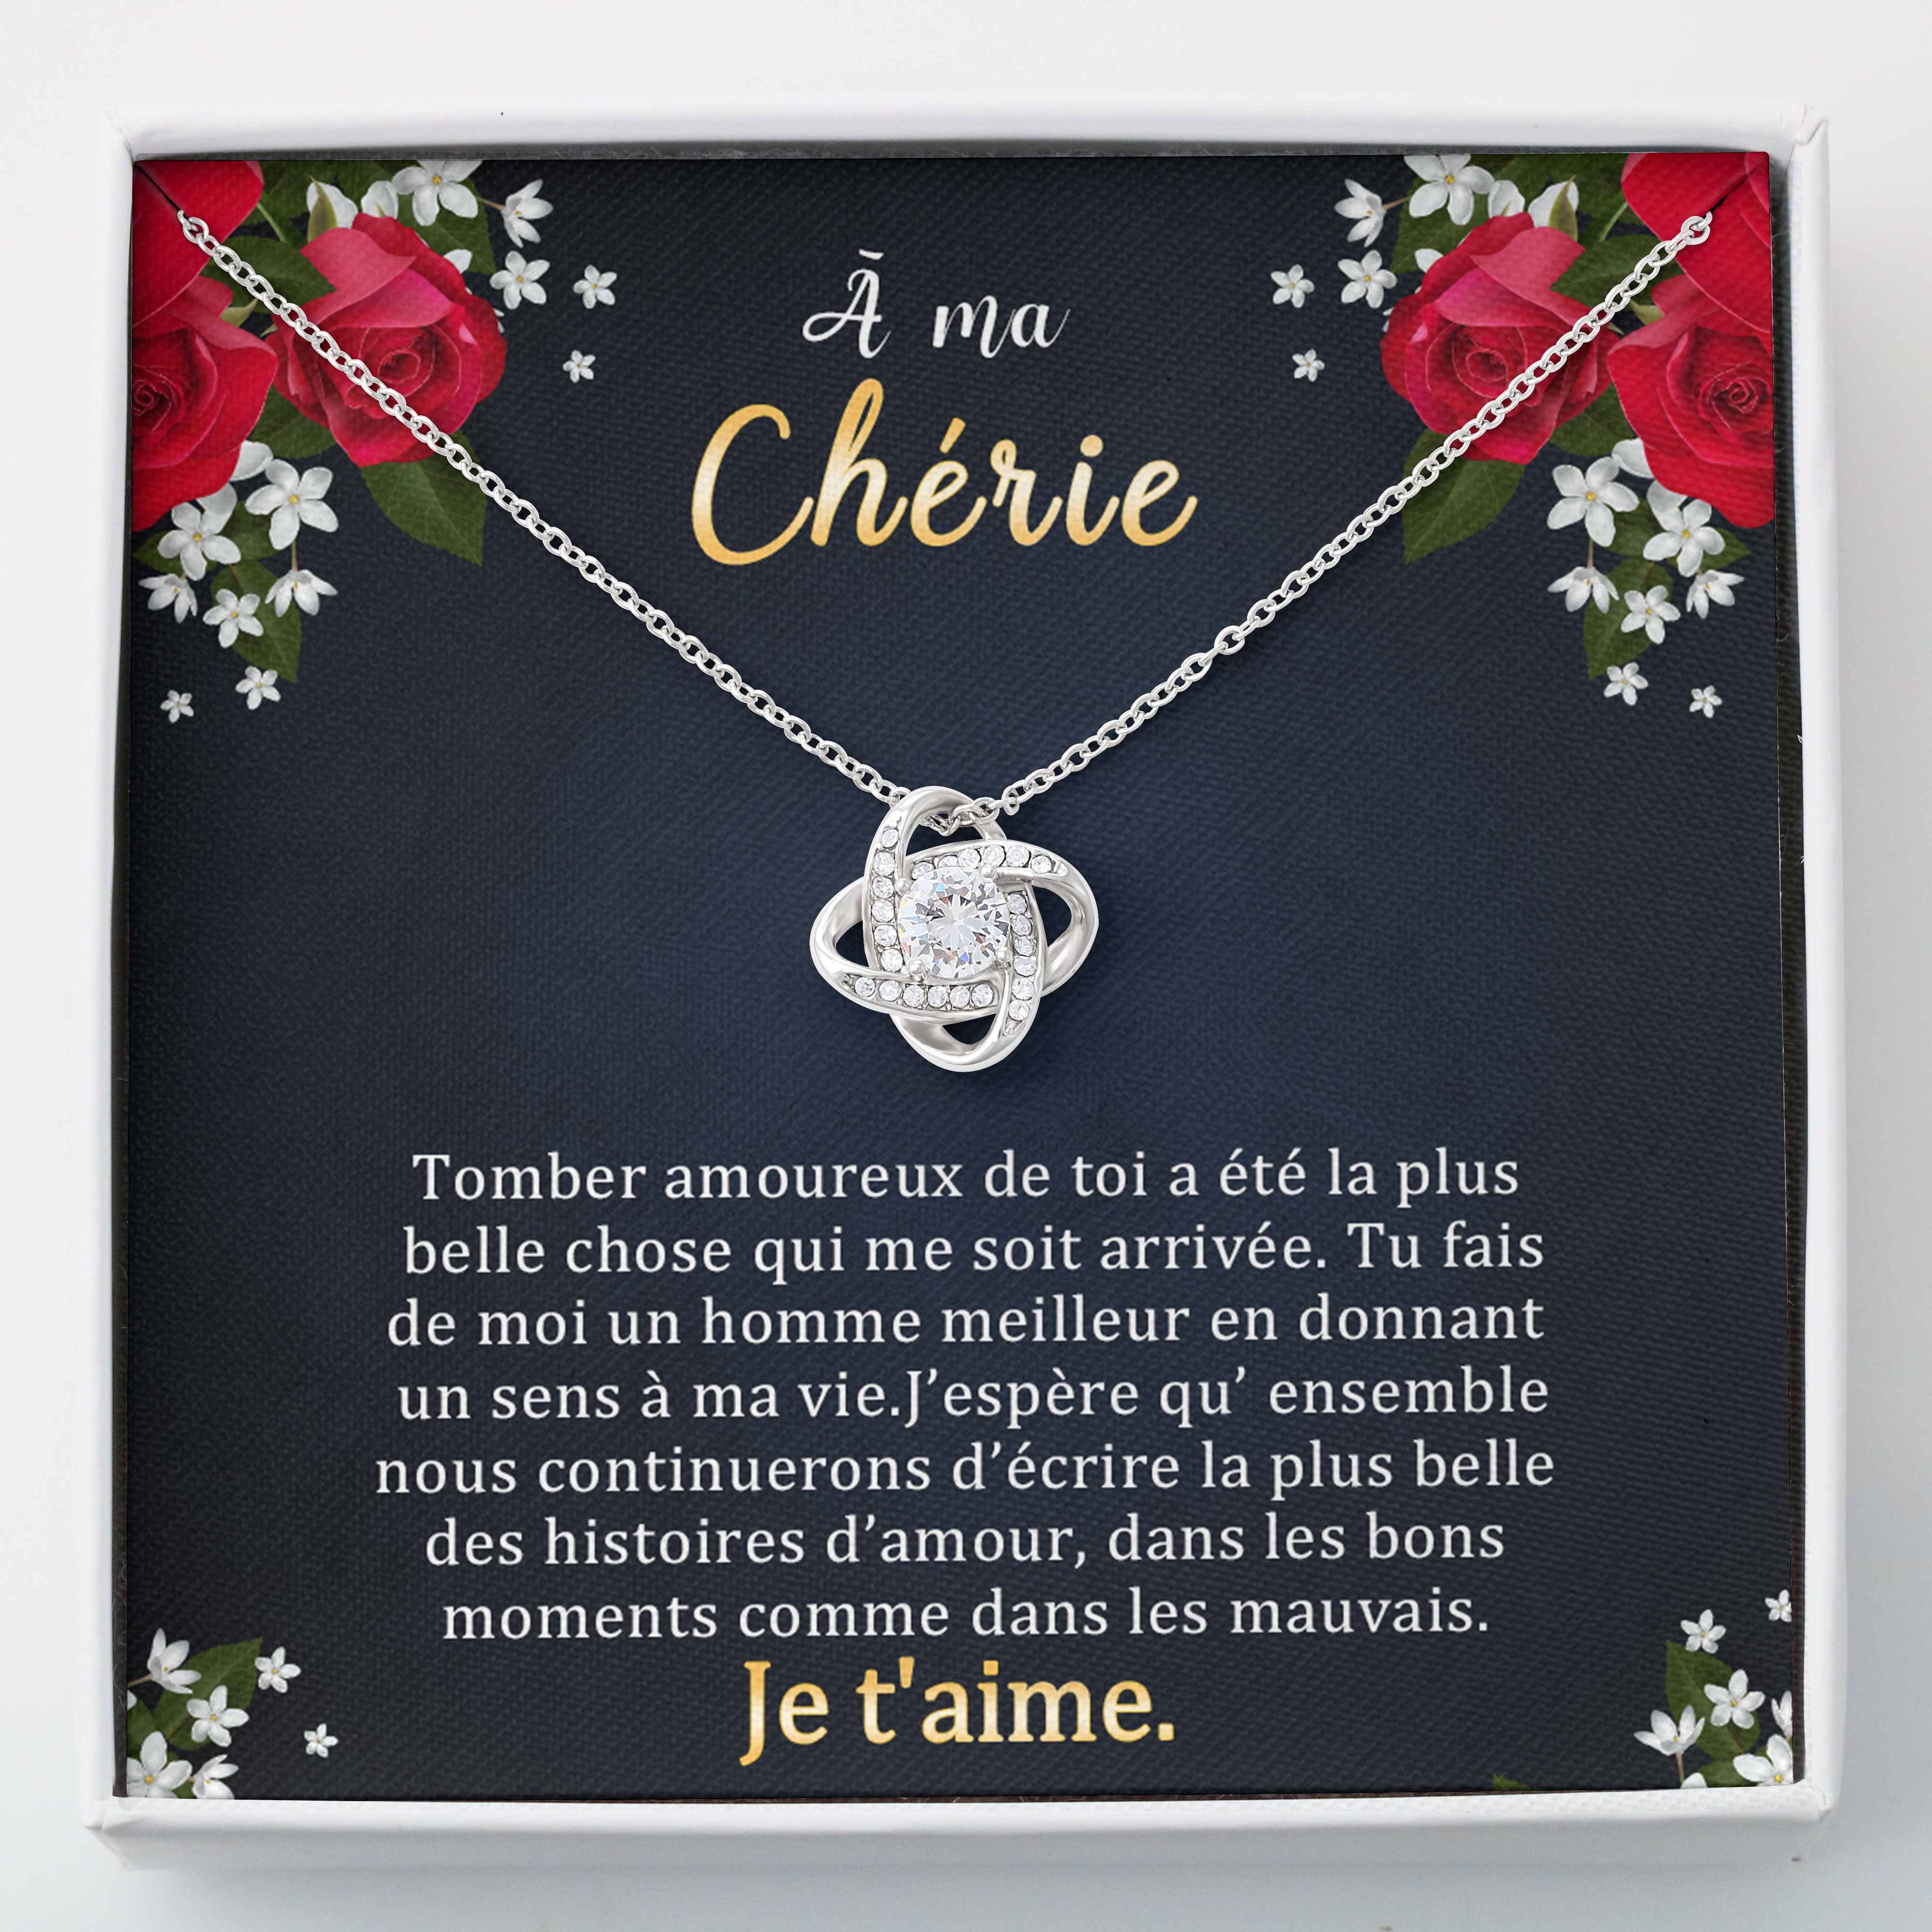 À ma
Chérie
Tomber amoureux de toi a été la plus
belle chose qui me soit arrivée. Tu fais
de moi un homme meilleur en donnant
un sens à ma vie.J’espère qu’ ensemble
nous continuerons d’écrire la plus belle
des histoires d’amour, dans les bons
moments comme dans les mauvais.
Je t'aime.